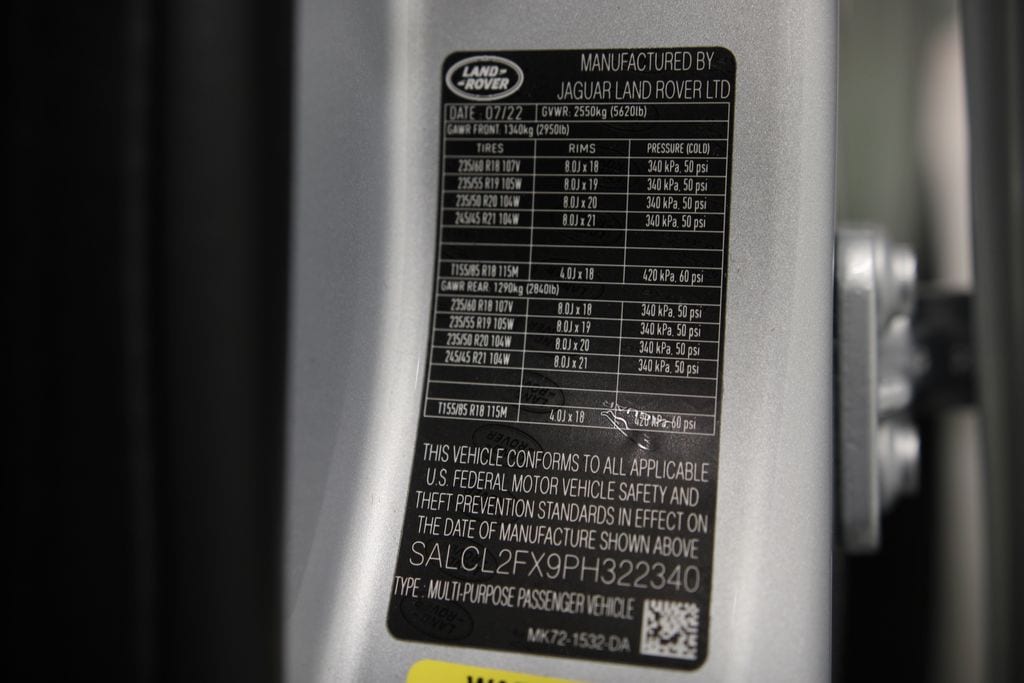 LAND-
-ROVER
MANUFACTURED BY
JAGUAR LAND ROVER LTD
DATE 07/22 GVWR: 2550kg (5620lb)
GAWR FRONT: 1340kg (2950lb)
TIRES RIMS PRESSURE (COLD)
235/60 R18 107V 8.0J x 18 340 kPa, 50 psi
235/55 R19 105W 8.0J x 19 340 kPa, 50 psi
235/50 R20 104W 8.0J x 20 340 kPa, 50 psi
245/45 R21 104W 8.0J x 21 340 kPa, 50 psi
T155/85 R18 115M 4.0J x 18 420 kPa, 60 psi
GAWR REAR: 1290kg (2840lb)
235/60 R18 107V 8.0J x 18 340 kPa, 50 psi
235/55 R19 105W 8.0J x 19 340 kPa, 50 psi
235/50 R20 104W 8.0J x 20 340 kPa, 50 psi
245/45 R21 104W 8.0J x 21 340 kPa, 50 psi
T155/85 R18 115M 4.0J x 18 420 kPa, 60 psi
THIS VEHICLE CONFORMS TO ALL APPLICABLE
U.S. FEDERAL MOTOR VEHICLE SAFETY AND
THEFT PREVENTION STANDARDS IN EFFECT ON
THE DATE OF MANUFACTURE SHOWN ABOVE
SALCL2FX9PH322340
TYPE : MULTI-PURPOSE PASSENGER VEHICLE
MK72-1532-DA